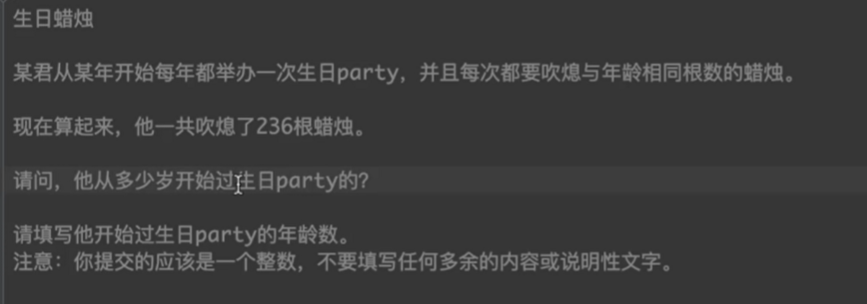 生日蜡烛
某君从某年开始每年都举办一次生日party，并且每次都要吹熄与年龄相同根数的蜡烛。
现在算起来，他一共吹熄了236根蜡烛。
请问，他从多少岁开始过生日party的？
请填写他开始过生日party的年龄数。
注意：你提交的应该是一个整数，不要填写任何多余的内容或说明性文字。